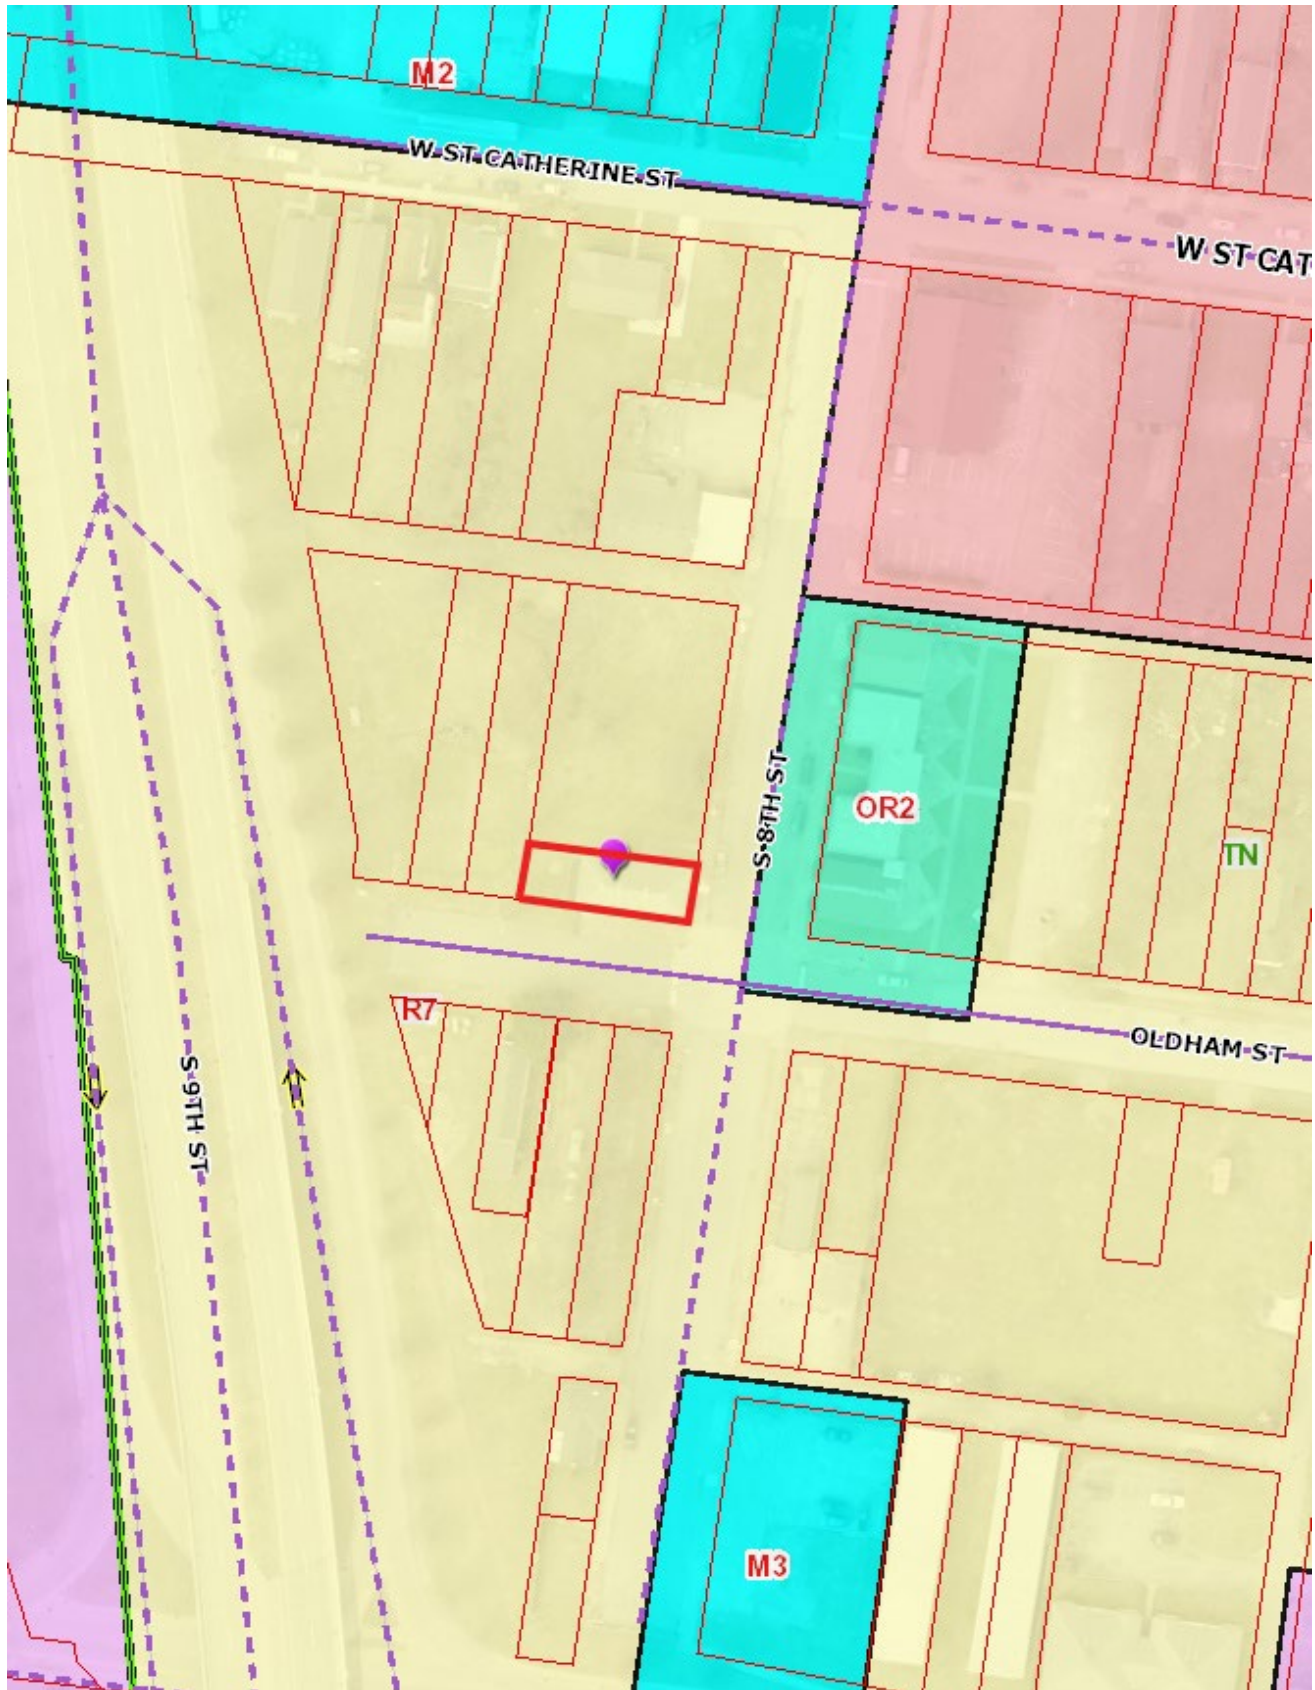 M2
W ST CATHERINE ST
W ST CAT
S 8TH ST
OR2
TN
R7
OLDHAM ST
S 9TH ST
M3